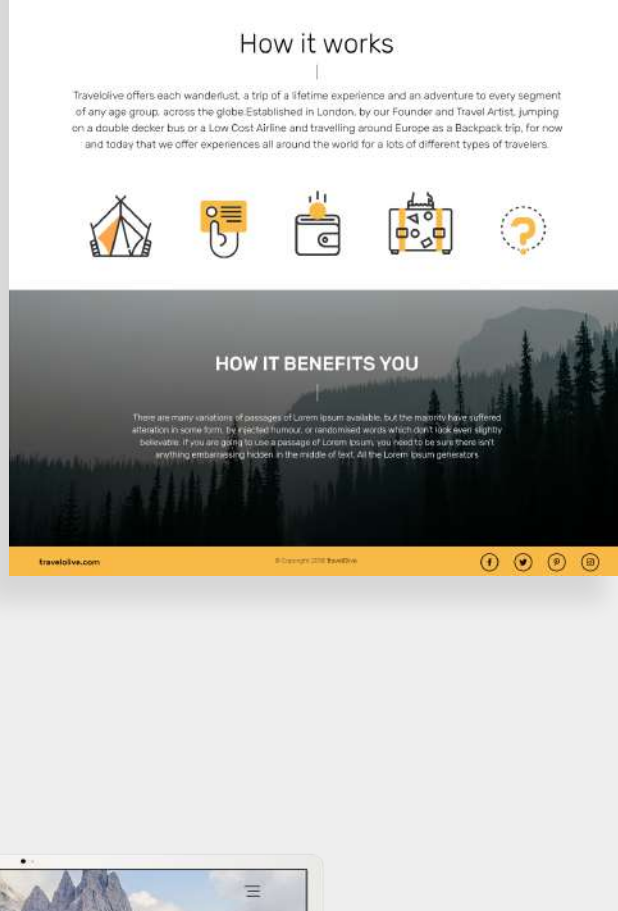 How it works
Travelolive offers each wanderlust, a trip of a lifetime experience and an adventure to every segment
of any age group, across the globe.Established in London, by our Founder and Travel Artist, jumping
on a double decker bus or a Low Cost Airline and travelling around Europe as a Backpack trip, for now
and today that we offer experiences all around the world for a lots of different types of travelers.
HOW IT BENEFITS YOU
There are many variations of passages of Lorem Ipsum available, but the majority have suffered
alteration in some form, by injected humour, or randomised words which don't look even slightly
believable. If you are going to use a passage of Lorem Ipsum, you need to be sure there isn't
anything embarrassing hidden in the middle of text. All the Lorem Ipsum generators
travelolive.com
© Copyright 2018 TravelOlive